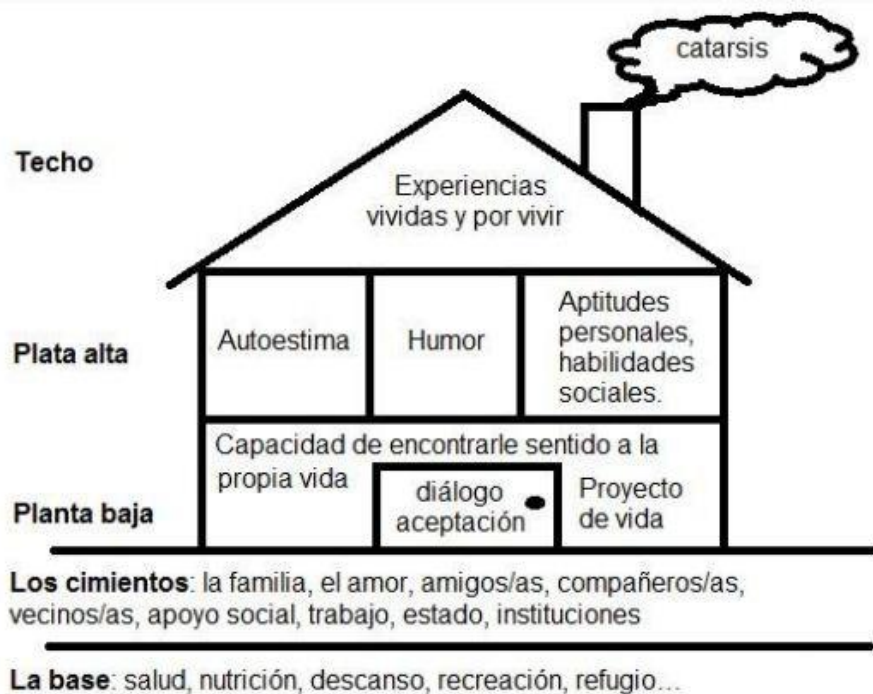 catarsis
Techo
Experiencias
vividas y por vivir
Plata alta
Autoestima
Humor
Aptitudes
personales,
habilidades
sociales.
Planta baja
Capacidad de encontrarle sentido a la
propia vida
diálogo
aceptación
Proyecto
de vida
Los cimientos: la familia, el amor, amigos/as, compañeros/as,
vecinos/as, apoyo social, trabajo, estado, instituciones
La base: salud, nutrición, descanso, recreación, refugio...